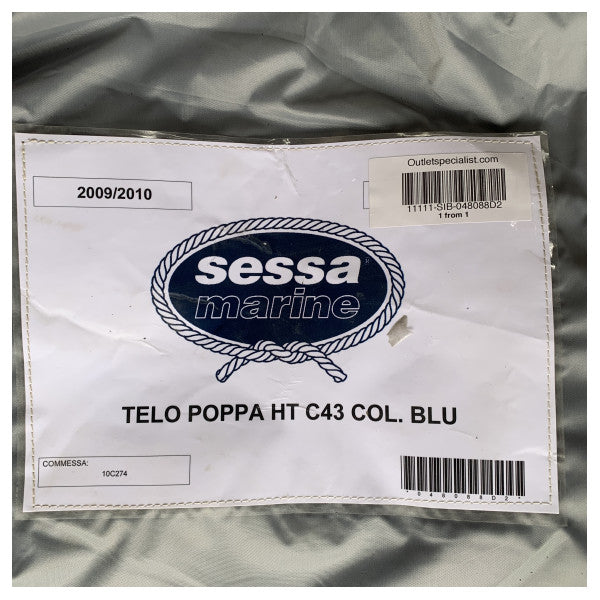 Outletspecialist.com
11111-SIB-048088D2
1 from 1
2009/2010
sessa®
marine®
TELO POPPA HT C43 COL. BLU
COMMESSA:
10C274
*048088D2*